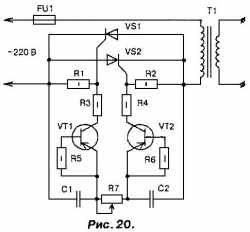 VS1
FU1
T1
~220 В
VS2
R1
R2
R3
R4
VT1
VT2
R5
R6
C1
R7
C2
Рис. 20.